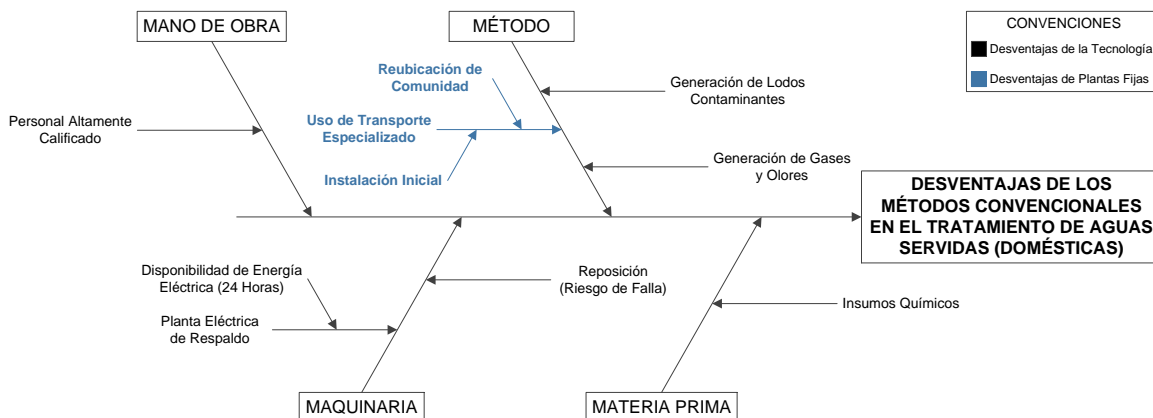 MANO DE OBRA
MÉTODO
CONVENCIONES
Desventajas de la Tecnología
Desventajas de Plantas Fijas
Reubicación de
Comunidad
Generación de Lodos
Contaminantes
Personal Altamente
Calificado
Uso de Transporte
Especializado
Instalación Inicial
Generación de Gases
y Olores
DESVENTAJAS DE LOS
MÉTODOS CONVENCIONALES
EN EL TRATAMIENTO DE AGUAS
SERVIDAS (DOMÉSTICAS)
Disponibilidad de Energía
Eléctrica (24 Horas)
Reposición
(Riesgo de Falla)
Planta Eléctrica
de Respaldo
Insumos Químicos
MAQUINARIA
MATERIA PRIMA